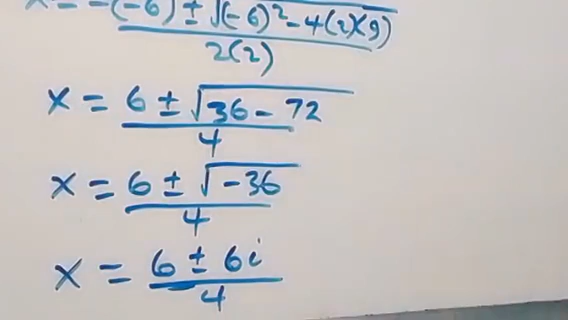 x = -(-6) ± √(-6)² - 4(2)(9) / 2(2)
x = 6 ± √36 - 72 / 4
x = 6 ± √-36 / 4
x = 6 ± 6i / 4